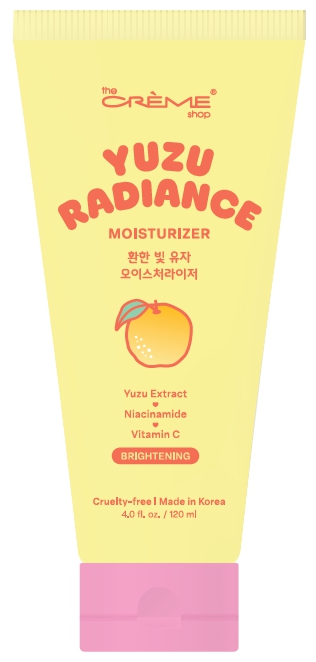 the
CRÈME®
shop
YUZU
RADIANCE
MOISTURIZER
환한 빛 유자
모이스처라이저
Yuzu Extract
Niacinamide
Vitamin C
BRIGHTENING
Cruelty-free | Made in Korea
4.0 fl. oz. / 120 ml